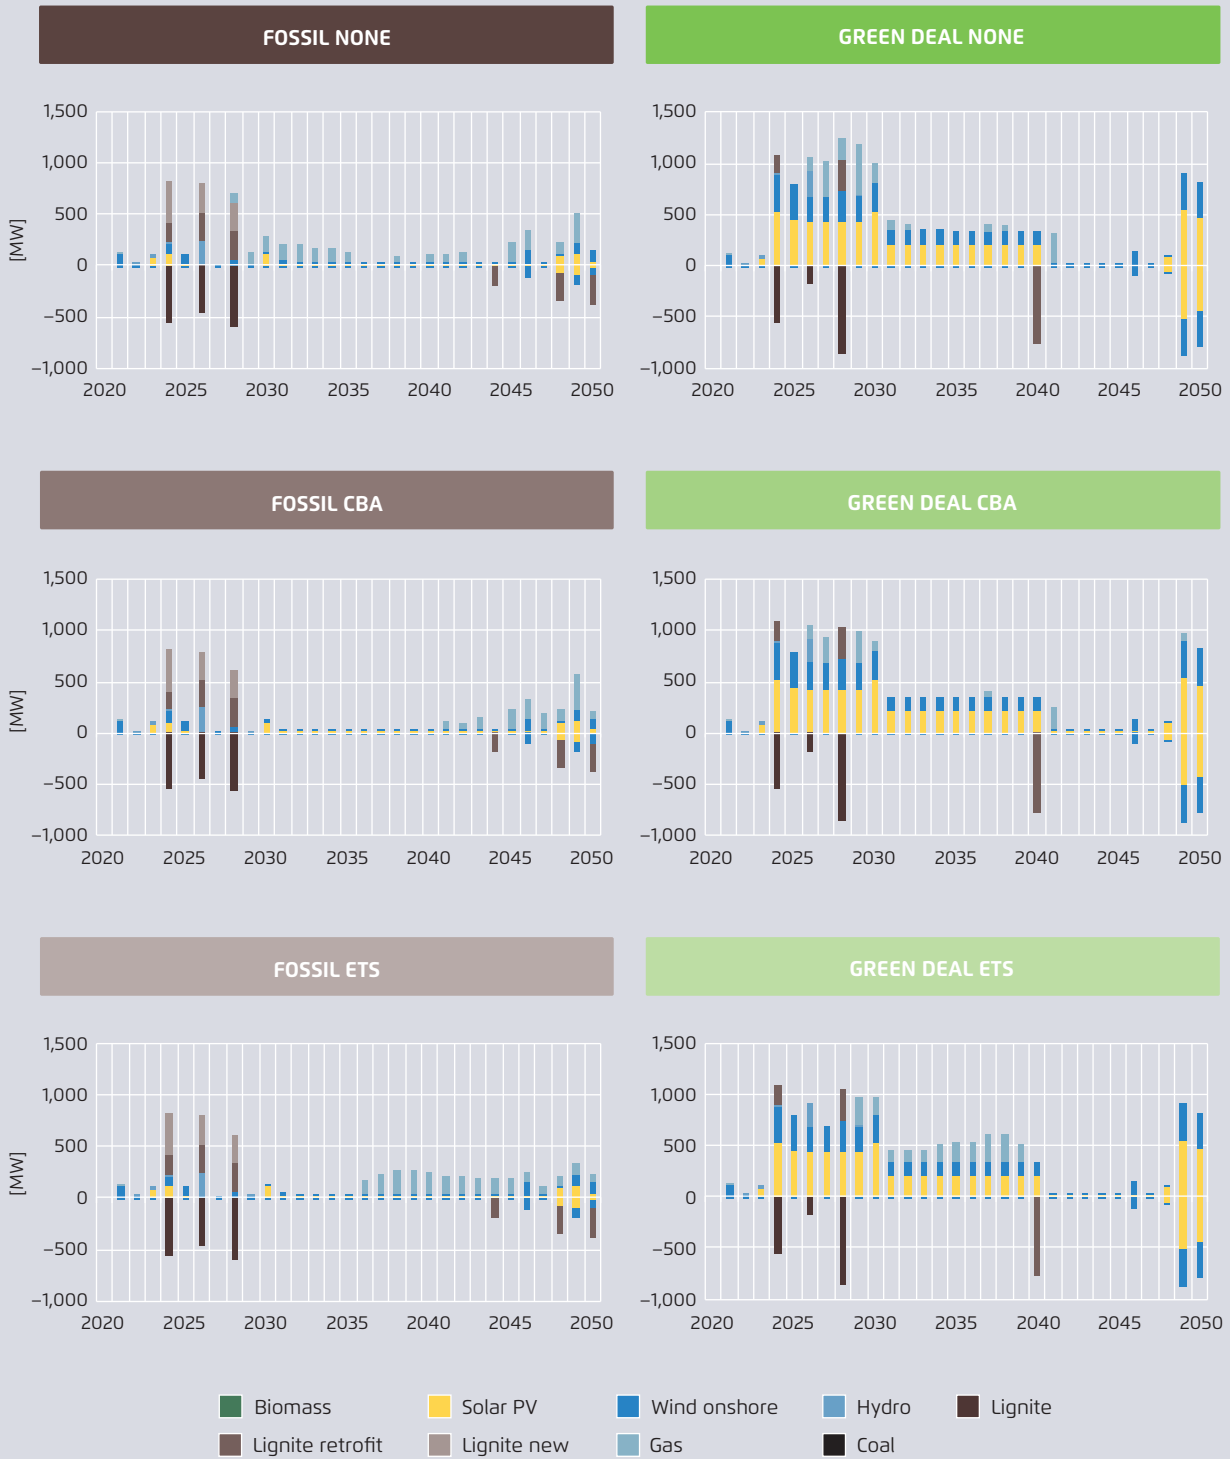 FOSSIL NONE
GREEN DEAL NONE
[MW]
1,500
1,000
500
0
−500
−1,000
2020 2025 2030 2035 2040 2045 2050
1,500
1,000
500
0
−500
−1,000
2020 2025 2030 2035 2040 2045 2050
FOSSIL CBA
GREEN DEAL CBA
[MW]
1,500
1,000
500
0
−500
−1,000
2020 2025 2030 2035 2040 2045 2050
1,500
1,000
500
0
−500
−1,000
2020 2025 2030 2035 2040 2045 2050
FOSSIL ETS
GREEN DEAL ETS
[MW]
1,500
1,000
500
0
−500
−1,000
2020 2025 2030 2035 2040 2045 2050
1,500
1,000
500
0
−500
−1,000
2020 2025 2030 2035 2040 2045 2050
Biomass Solar PV Wind onshore Hydro Lignite
Lignite retrofit Lignite new Gas Coal